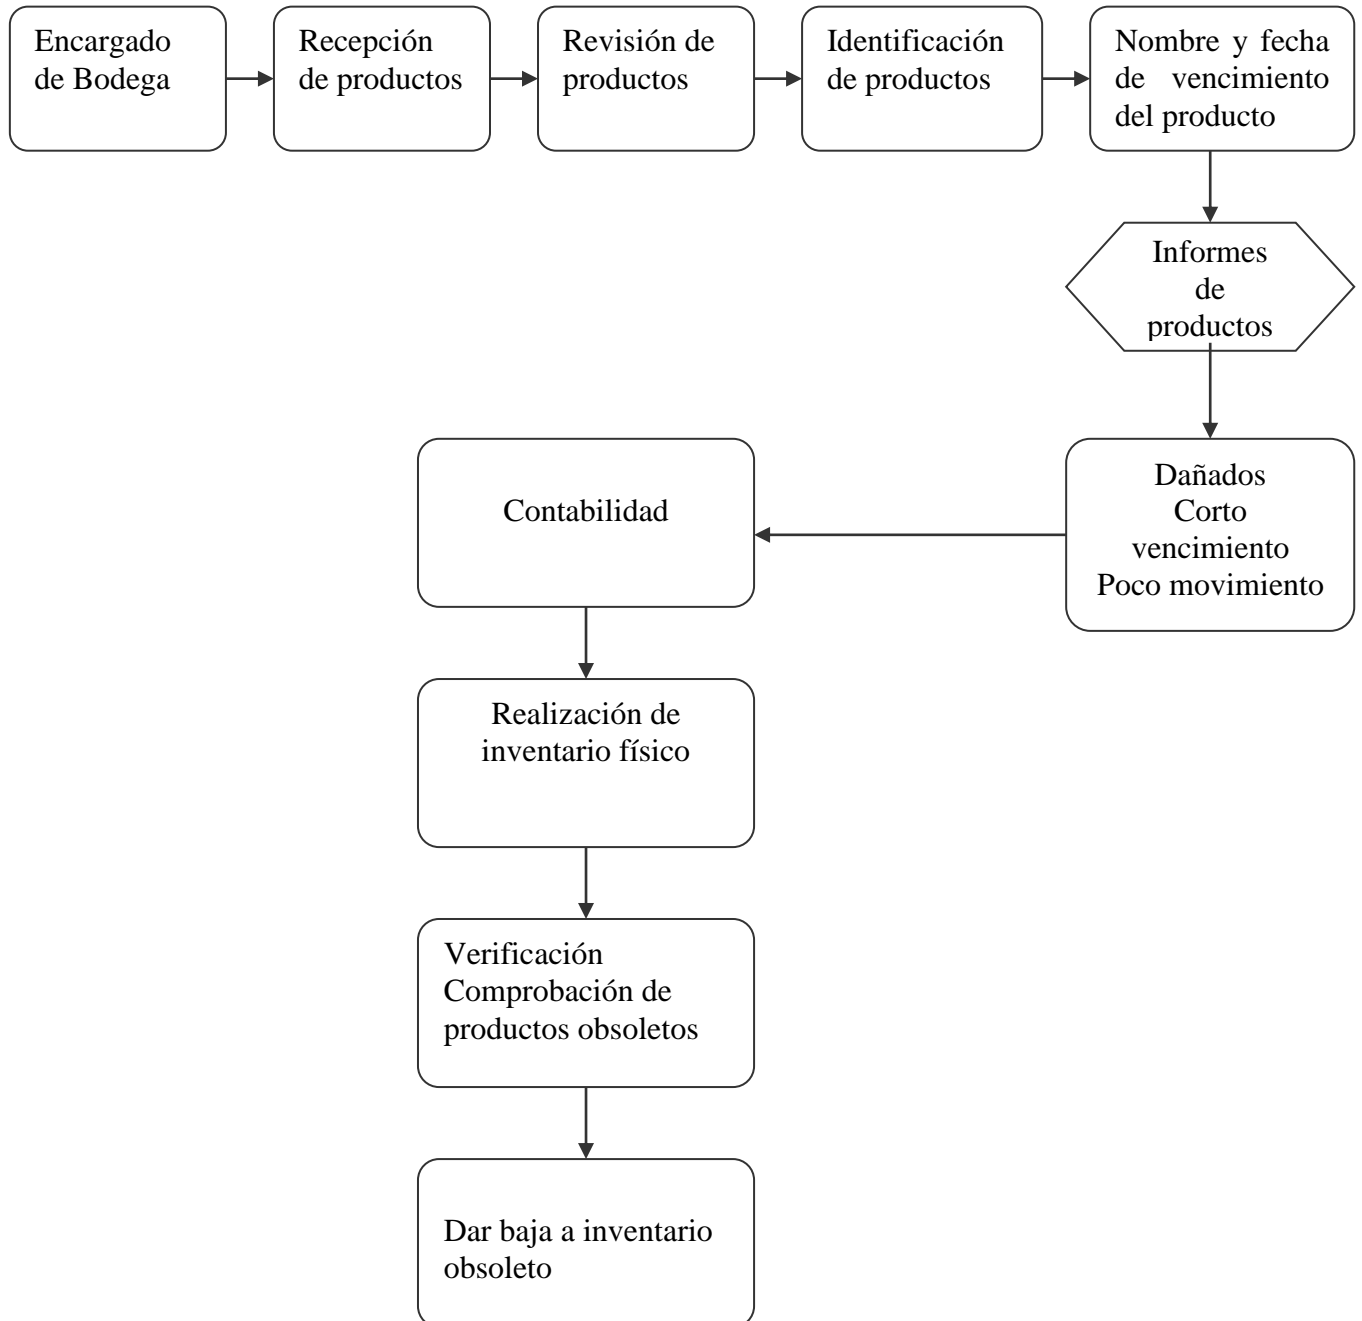 Encargado
de Bodega
Recepción
de productos
Revisión de
productos
Identificación
de productos
Nombre y fecha
de vencimiento
del producto
Informes
de
productos
Dañados
Corto
vencimiento
Poco movimiento
Contabilidad
Realización de
inventario físico
Verificación
Comprobación de
productos obsoletos
Dar baja a inventario
obsoleto